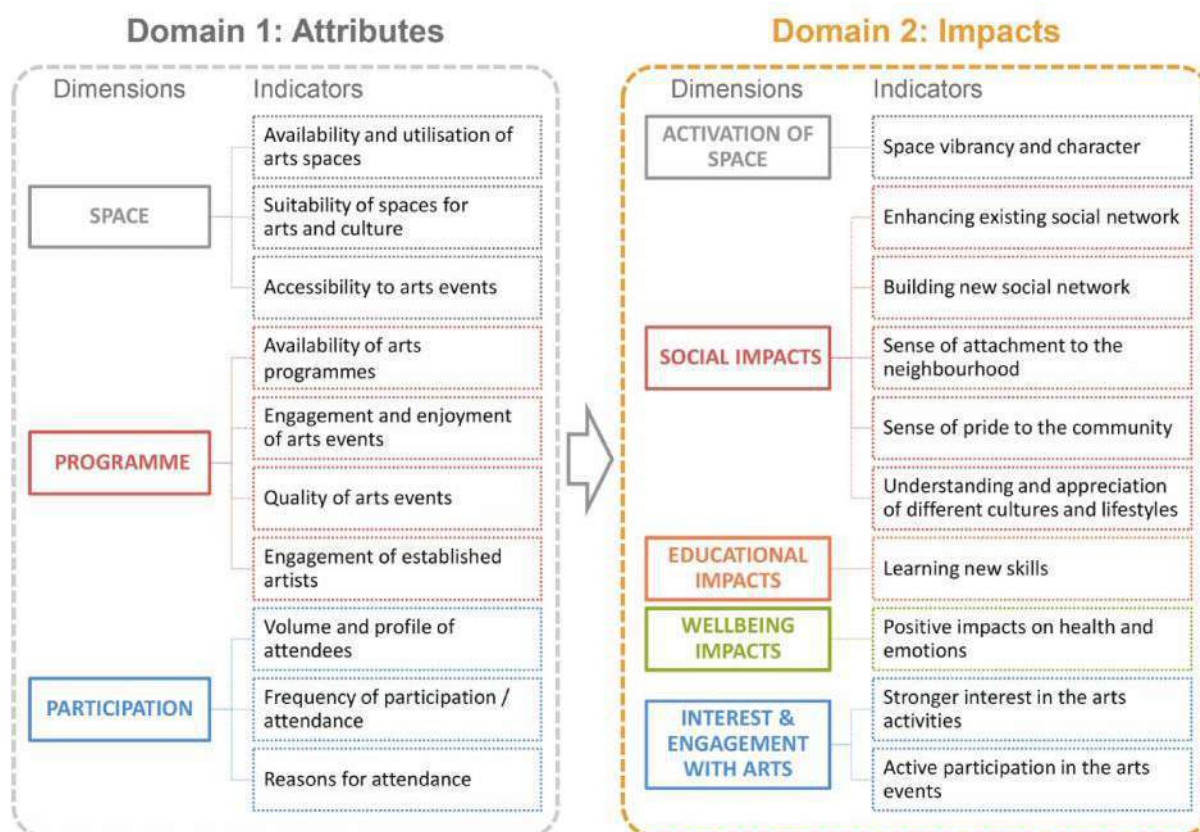 Domain 1: Attributes
Dimensions
Indicators
SPACE
Availability and utilisation of
arts spaces
Suitability of spaces for
arts and culture
Accessibility to arts events
PROGRAMME
Availability of arts
programmes
Engagement and enjoyment
of arts events
Quality of arts events
Engagement of established
artists
PARTICIPATION
Volume and profile of
attendees
Frequency of participation /
attendance
Reasons for attendance
Domain 2: Impacts
Dimensions
Indicators
ACTIVATION OF
SPACE
Space vibrancy and character
SOCIAL IMPACTS
Enhancing existing social network
Building new social network
Sense of attachment to the
neighbourhood
Sense of pride to the community
Understanding and appreciation
of different cultures and lifestyles
EDUCATIONAL
IMPACTS
Learning new skills
WELLBEING
IMPACTS
Positive impacts on health and
emotions
INTEREST &
ENGAGEMENT
WITH ARTS
Stronger interest in the arts
activities
Active participation in the arts
events